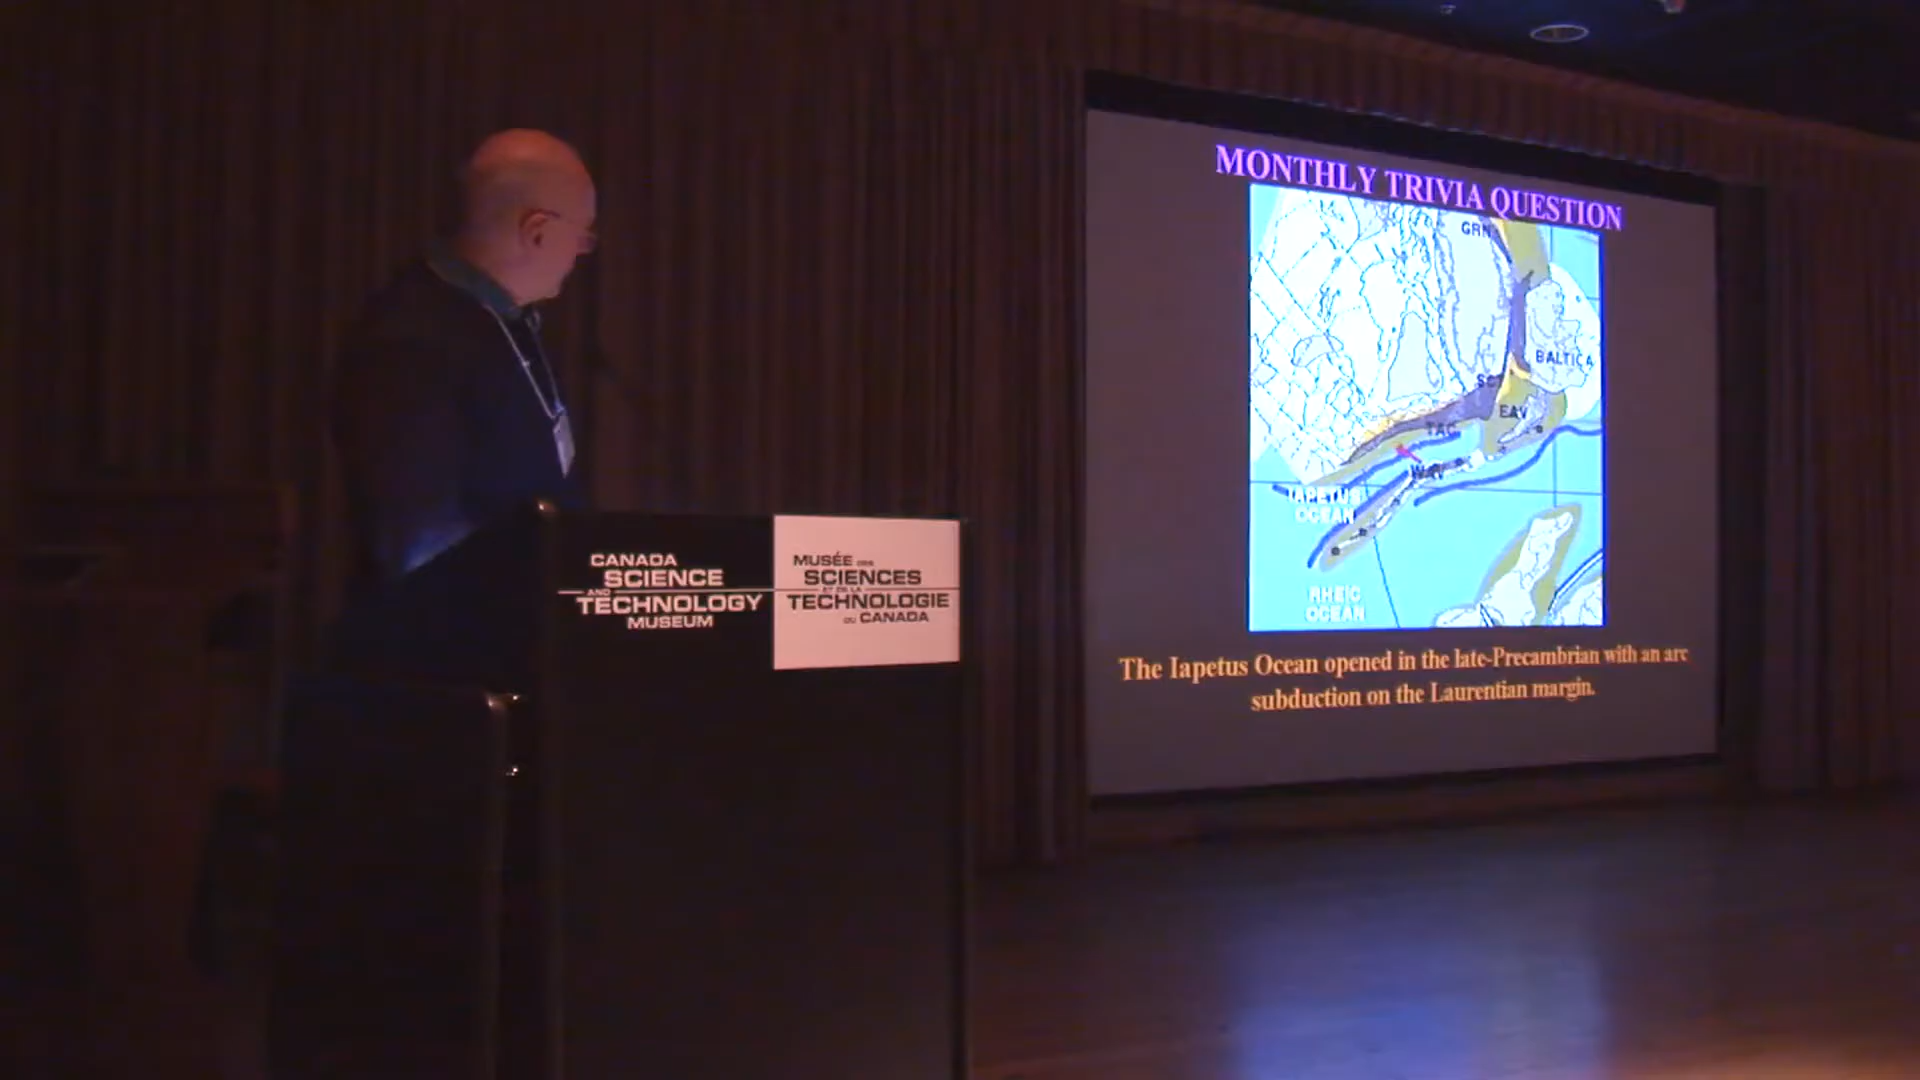 MONTHLY TRIVIA QUESTION
GRN
BALTICA
SC
EAV
TAC
WAV
IAPETUS
OCEAN
RHEIC
OCEAN
The Iapetus Ocean opened in the late-Precambrian with an arc
subduction on the Laurentian margin.
CANADA
SCIENCE
AND
TECHNOLOGY
MUSEUM
MUSÉE DES
SCIENCES
ET DE LA
TECHNOLOGIE
DU CANADA